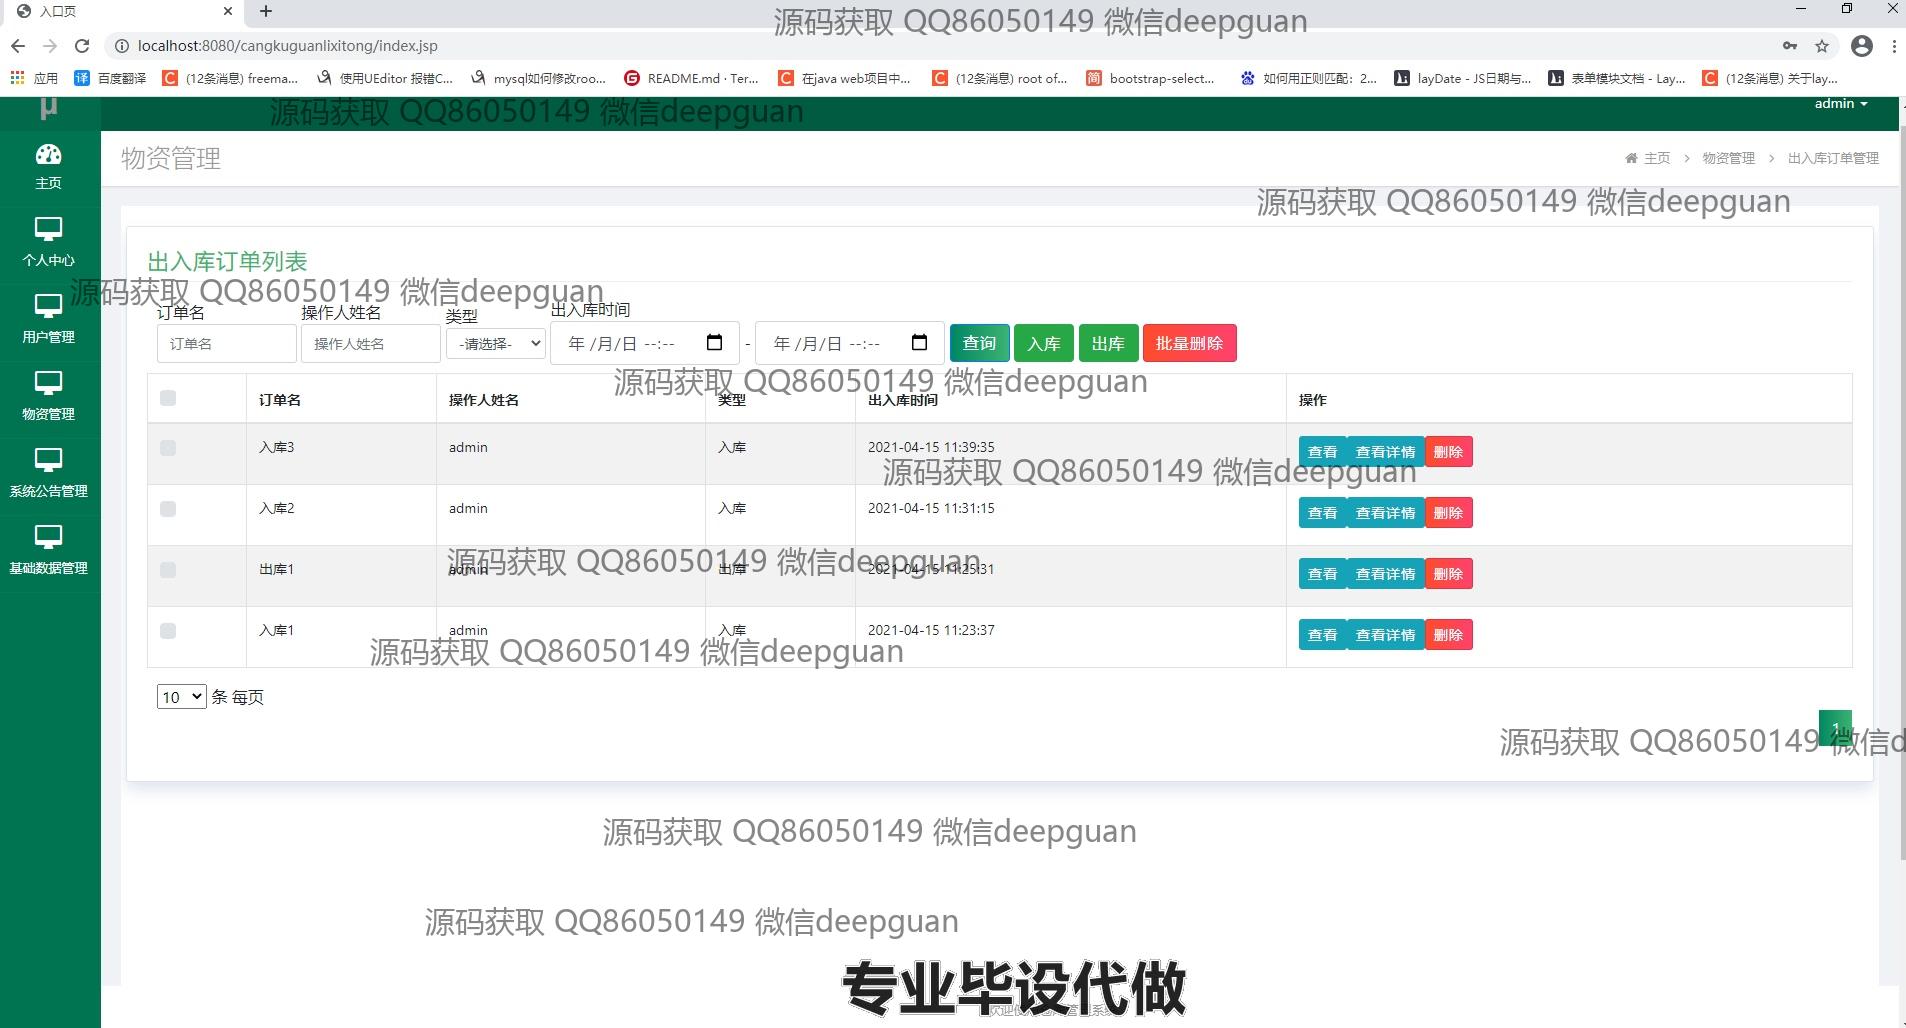 入口页
源码获取 QQ86050149 微信deepguan
localhost:8080/cangkuguanlixitong/index.jsp
应用 百度翻译 (12条消息) freema... 使用UEditor 报错C... mysql如何修改roo... README.md · Ter... 在java web项目中... (12条消息) root of... bootstrap-select... 如何用正则匹配：2... layDate - JS日期与... 表单模块文档 - Lay... (12条消息) 关于lay...
μ
源码获取 QQ86050149 微信deepguan
admin
主页
个人中心
用户管理
物资管理
系统公告管理
基础数据管理
物资管理
主页 > 物资管理 > 出入库订单管理
源码获取 QQ86050149 微信deepguan
出入库订单列表
源码获取 QQ86050149 微信deepguan
订单名 操作人姓名 类型 出入库时间
订单名 操作人姓名 -请选择- 年 /月/日 --:-- - 年 /月/日 --:-- 查询 入库 出库 批量删除
源码获取 QQ86050149 微信deepguan
订单名 操作人姓名 类型 出入库时间 操作
入库3 admin 入库 2021-04-15 11:39:35 查看 查看详情 删除
源码获取 QQ86050149 微信deepguan
入库2 admin 入库 2021-04-15 11:31:15 查看 查看详情 删除
源码获取 QQ86050149 微信deepguan
出库1 admin 出库 2021-04-15 11:25:31 查看 查看详情 删除
入库1 admin 入库 2021-04-15 11:23:37 查看 查看详情 删除
源码获取 QQ86050149 微信deepguan
10 条 每页
1
源码获取 QQ86050149 微信d
源码获取 QQ86050149 微信deepguan
源码获取 QQ86050149 微信deepguan
专业毕设代做